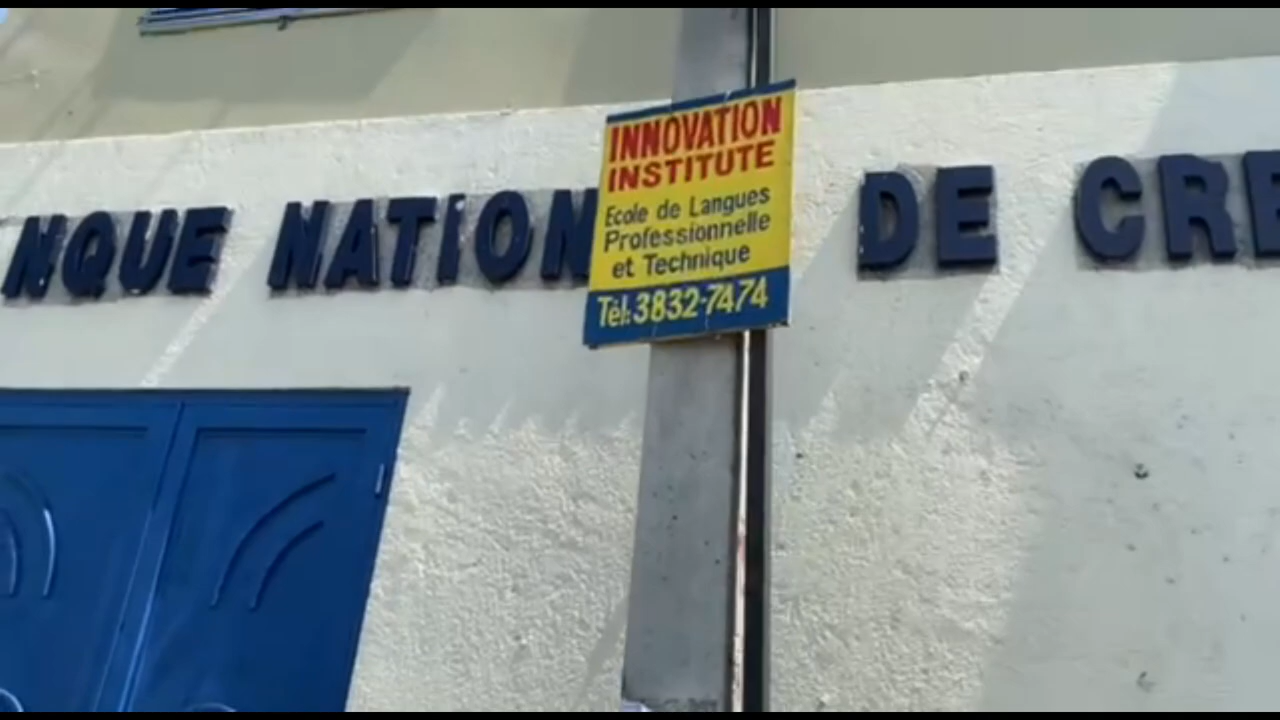 NQUE NATION DE CRE
INNOVATION
INSTITUTE
Ecole de Langues
Professionnelle
et Technique
Tél:3832-7474